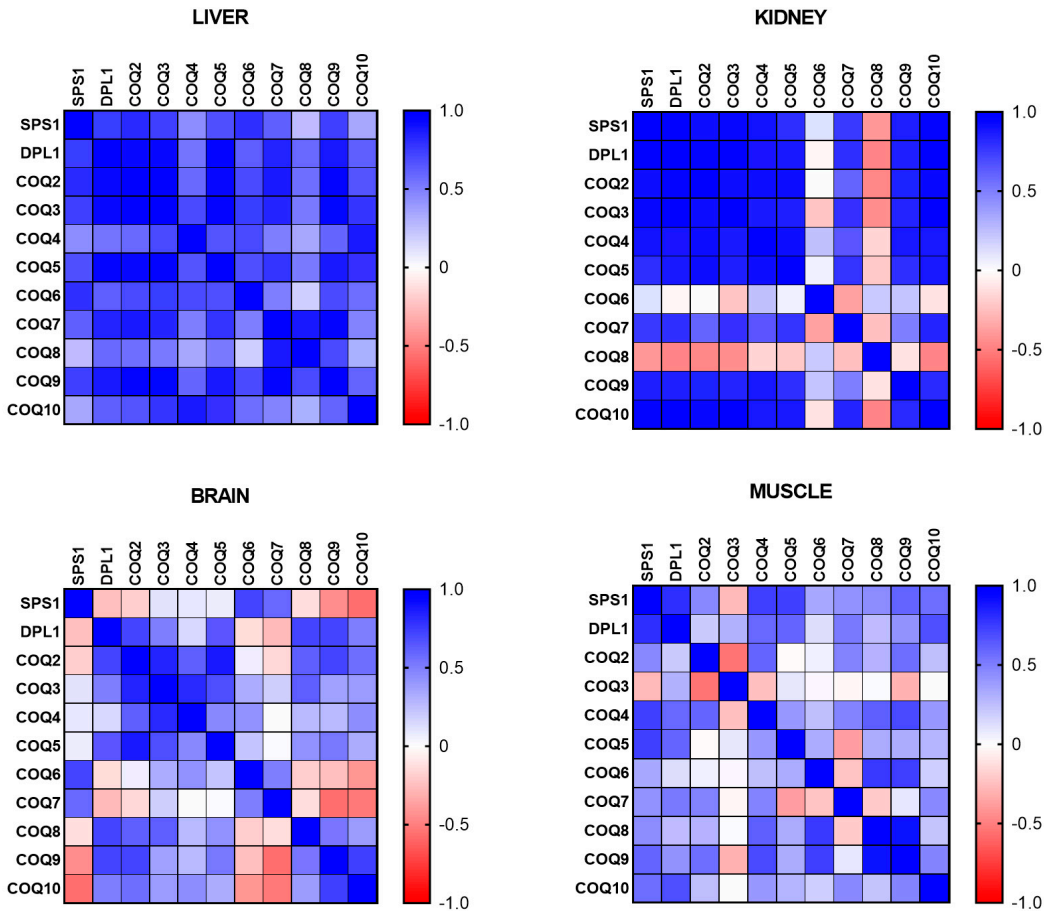 LIVER
SPS1 DPL1 COQ2 COQ3 COQ4 COQ5 COQ6 COQ7 COQ8 COQ9 COQ10
SPS1
DPL1
COQ2
COQ3
COQ4
COQ5
COQ6
COQ7
COQ8
COQ9
COQ10
1.0
0.5
0
-0.5
-1.0
KIDNEY
SPS1 DPL1 COQ2 COQ3 COQ4 COQ5 COQ6 COQ7 COQ8 COQ9 COQ10
SPS1
DPL1
COQ2
COQ3
COQ4
COQ5
COQ6
COQ7
COQ8
COQ9
COQ10
1.0
0.5
0
-0.5
-1.0
BRAIN
SPS1 DPL1 COQ2 COQ3 COQ4 COQ5 COQ6 COQ7 COQ8 COQ9 COQ10
SPS1
DPL1
COQ2
COQ3
COQ4
COQ5
COQ6
COQ7
COQ8
COQ9
COQ10
1.0
0.5
0
-0.5
-1.0
MUSCLE
SPS1 DPL1 COQ2 COQ3 COQ4 COQ5 COQ6 COQ7 COQ8 COQ9 COQ10
SPS1
DPL1
COQ2
COQ3
COQ4
COQ5
COQ6
COQ7
COQ8
COQ9
COQ10
1.0
0.5
0
-0.5
-1.0